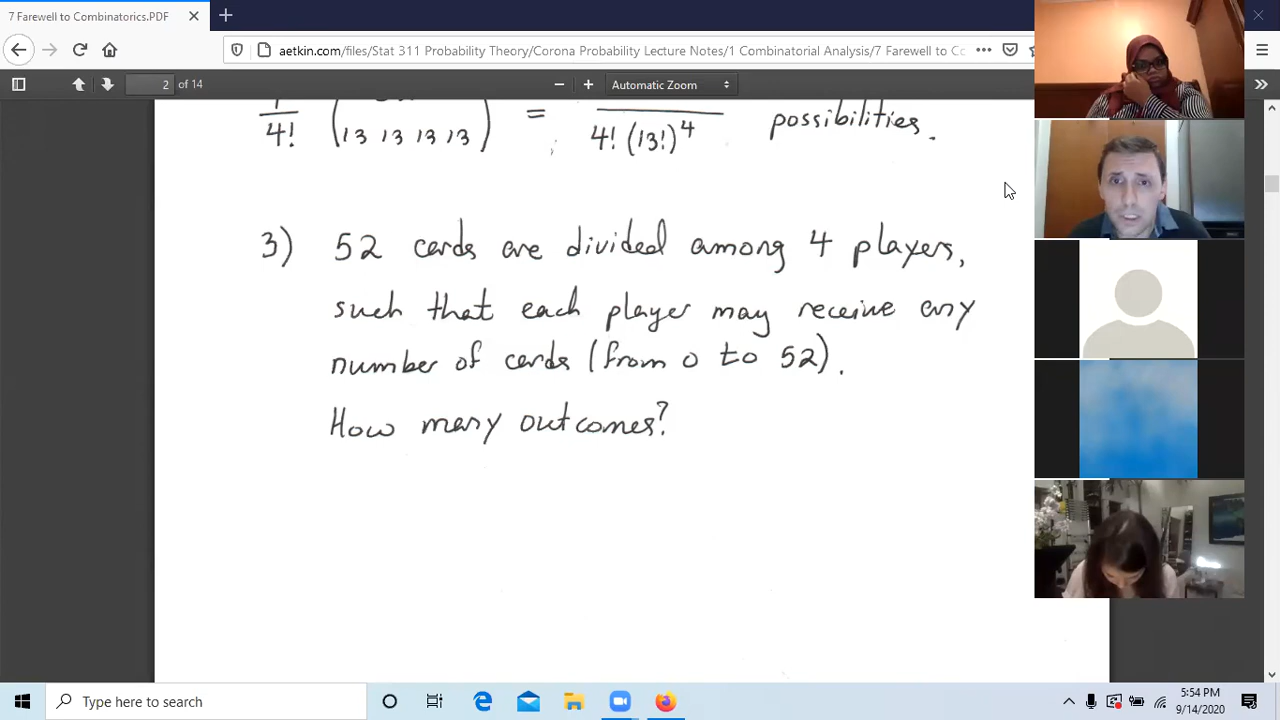 7 Farewell to Combinatorics.PDF
aetkin.com/files/Stat 311 Probability Theory/Corona Probability Lecture Notes/1 Combinatorial Analysis/7 Farewell to Co
2 of 14
Automatic Zoom
1/4! (13 13 13 13) = 4! (13!)^4 possibilities.
3) 52 cards are divided among 4 players,
such that each player may receive any
number of cards (from 0 to 52).
How many outcomes?
Type here to search
5:54 PM
9/14/2020